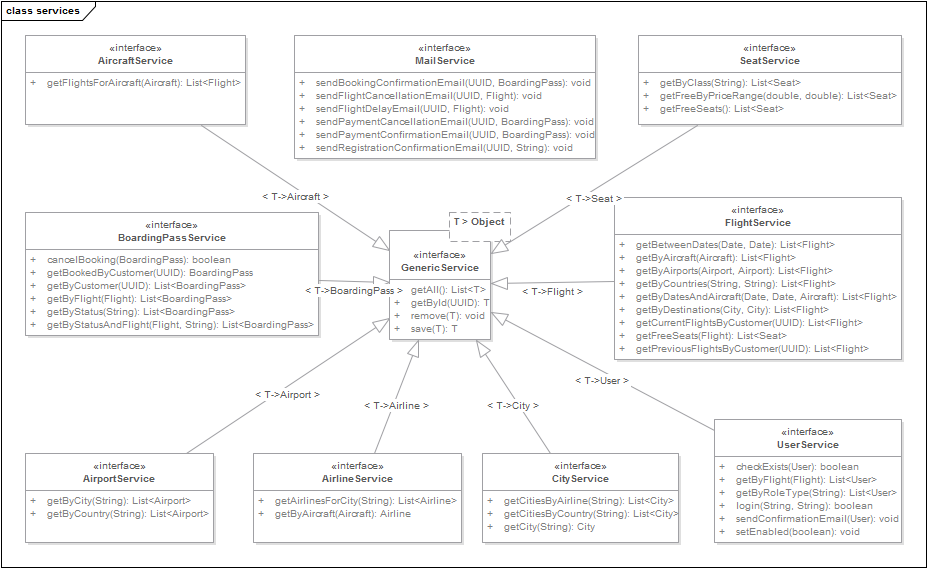 class services
«interface»
AircraftService
+ getFlightsForAircraft(Aircraft): List<Flight>
«interface»
MailService
+ sendBookingConfirmationEmail(UUID, BoardingPass): void
+ sendFlightCancellationEmail(UUID, Flight): void
+ sendFlightDelayEmail(UUID, Flight): void
+ sendPaymentCancellationEmail(UUID, BoardingPass): void
+ sendPaymentConfirmationEmail(UUID, BoardingPass): void
+ sendRegistrationConfirmationEmail(UUID, String): void
«interface»
SeatService
+ getByClass(String): List<Seat>
+ getFreeByPriceRange(double, double): List<Seat>
+ getFreeSeats(): List<Seat>
< T->Aircraft >
< T->Seat >
«interface»
BoardingPassService
+ cancelBooking(BoardingPass): boolean
+ getBookedByCustomer(UUID): BoardingPass
+ getByCustomer(UUID): List<BoardingPass>
+ getByFlight(Flight): List<BoardingPass>
+ getByStatus(String): List<BoardingPass>
+ getByStatusAndFlight(Flight, String): List<BoardingPass>
< T->BoardingPass >
T > Object
«interface»
GenericService
+ getAll(): List<T>
+ getById(UUID): T
+ remove(T): void
+ save(T): T
< T->Flight >
«interface»
FlightService
+ getBetweenDates(Date, Date): List<Flight>
+ getByAircraft(Aircraft): List<Flight>
+ getByAirports(Airport, Airport): List<Flight>
+ getByCountries(String, String): List<Flight>
+ getByDatesAndAircraft(Date, Date, Aircraft): List<Flight>
+ getByDestinations(City, City): List<Flight>
+ getCurrentFlightsByCustomer(UUID): List<Flight>
+ getFreeSeats(Flight): List<Seat>
+ getPreviousFlightsByCustomer(UUID): List<Flight>
< T->Airport >
< T->Airline >
< T->City >
< T->User >
«interface»
AirportService
+ getByCity(String): List<Airport>
+ getByCountry(String): List<Airport>
«interface»
AirlineService
+ getAirlinesForCity(String): List<Airline>
+ getByAircraft(Aircraft): Airline
«interface»
CityService
+ getCitiesByAirline(String): List<City>
+ getCitiesByCountry(String): List<City>
+ getCity(String): City
«interface»
UserService
+ checkExists(User): boolean
+ getByFlight(Flight): List<User>
+ getByRoleType(String): List<User>
+ login(String, String): boolean
+ sendConfirmationEmail(User): void
+ setEnabled(boolean): void